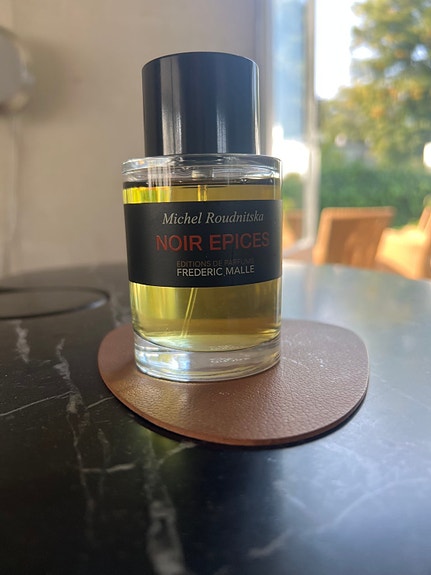 Michel Roudnitska
NOIR EPICES
EDITIONS DE PARFUMS
FREDERIC MALLE